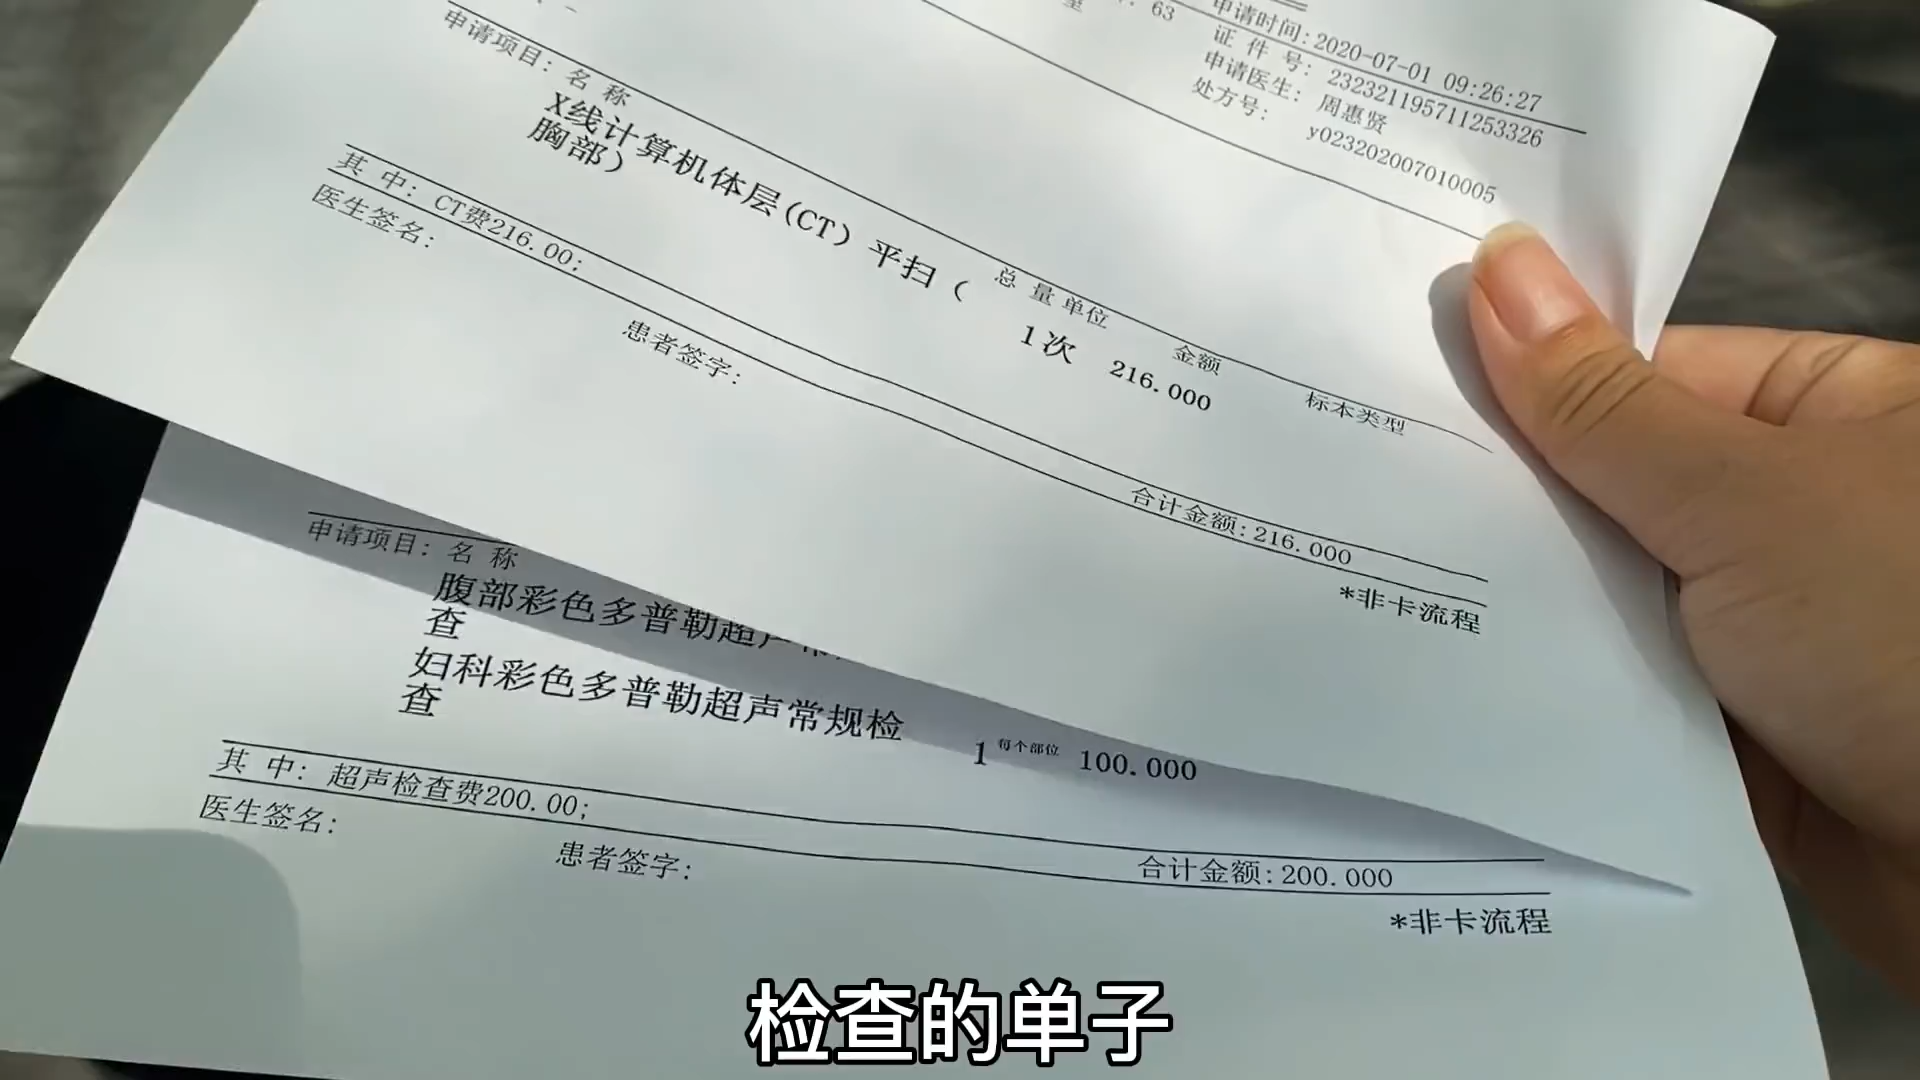 63
申请时间:2020-07-01 09:26:27
证 件 号: 232321195711253326
申请医生: 周惠贤
处方号: y023202007010005
申请项目: 名 称 总 量 单位 金额 标本类型
X线计算机体层(CT) 平扫 ( 1次 216.000
胸部)
其 中: CT费216.00; 合计金额:216.000
医生签名: 患者签字: *非卡流程
申请项目: 名 称
腹部彩色多普勒超声常
查
妇科彩色多普勒超声常规检 1 每个部位 100.000
查
其 中: 超声检查费200.00; 合计金额:200.000
医生签名: 患者签字: *非卡流程
检查的单子